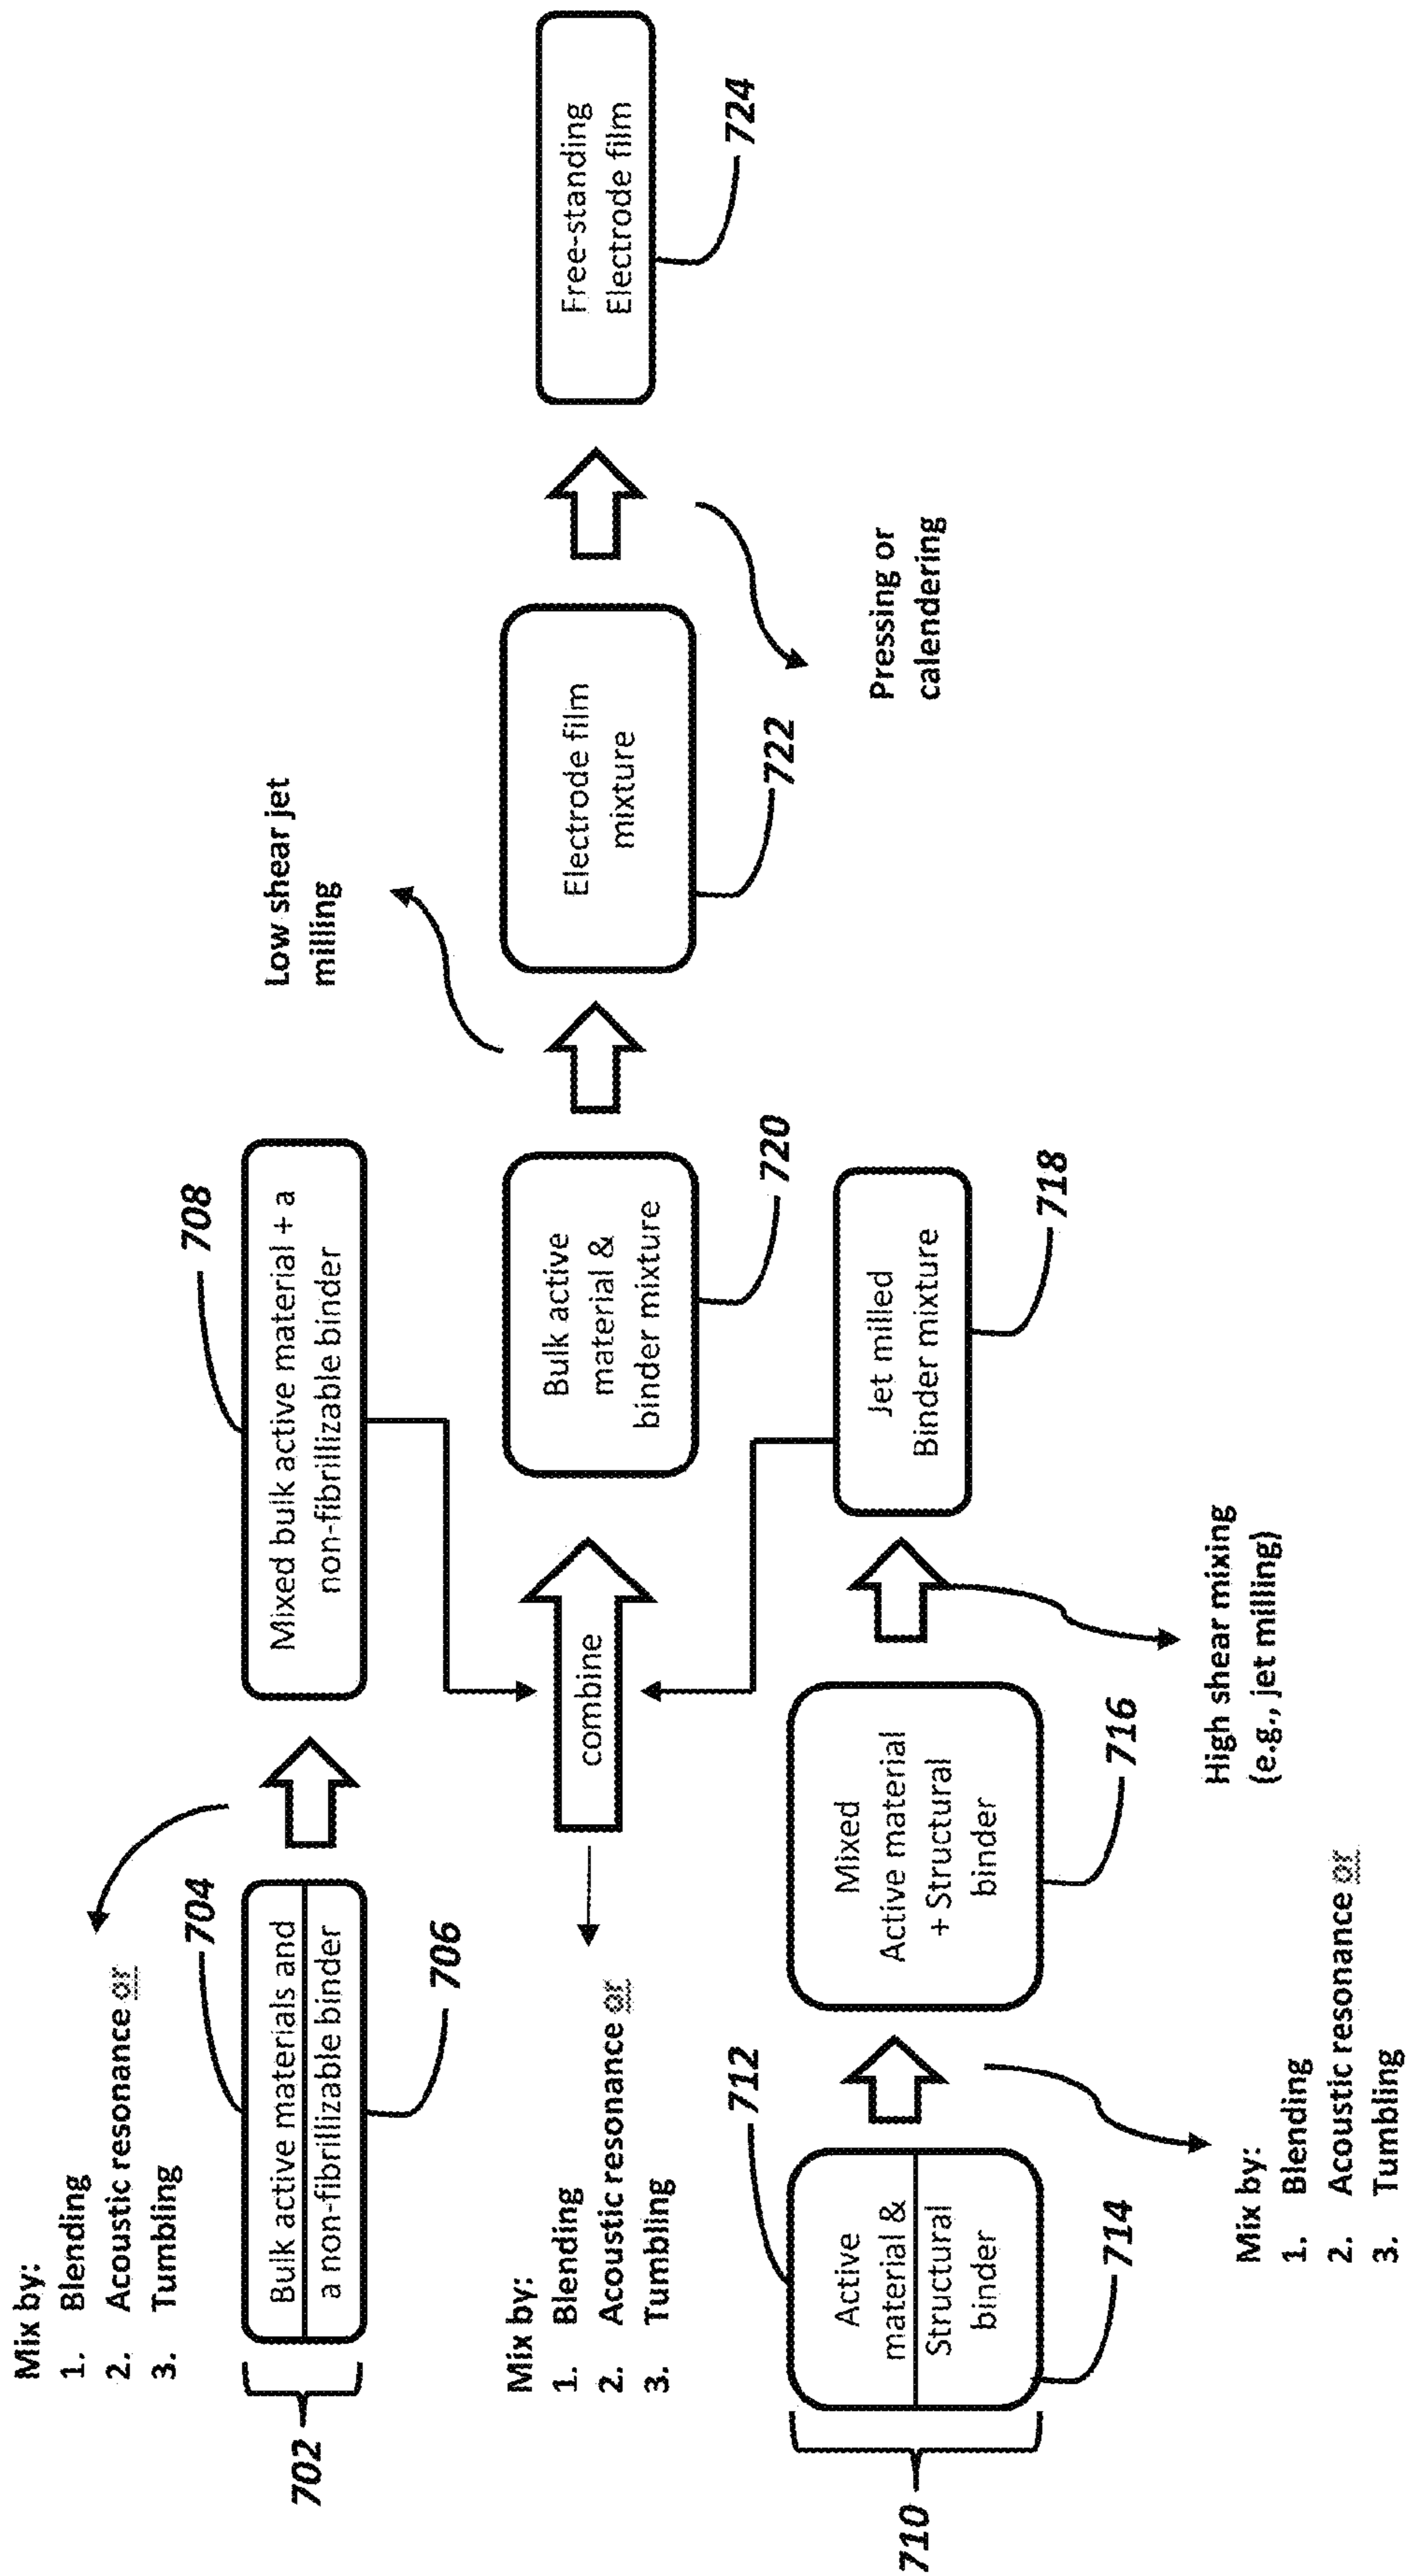 Mix by:
1. Blending
2. Acoustic resonance or
3. Tumbling
702
704
Bulk active materials and
a non-fibrillizable binder
706
708
Mixed bulk active material + a
non-fibrillizable binder
Mix by:
1. Blending
2. Acoustic resonance or
3. Tumbling
combine
Bulk active
material &
binder mixture
720
Low shear jet
milling
Electrode film
mixture
722
Pressing or
calendering
Free-standing
Electrode film
724
710
712
Active
material &
Structural
binder
714
Mix by:
1. Blending
2. Acoustic resonance or
3. Tumbling
Mixed
Active material
+ Structural
binder
716
High shear mixing
(e.g., jet milling)
Jet milled
Binder mixture
718